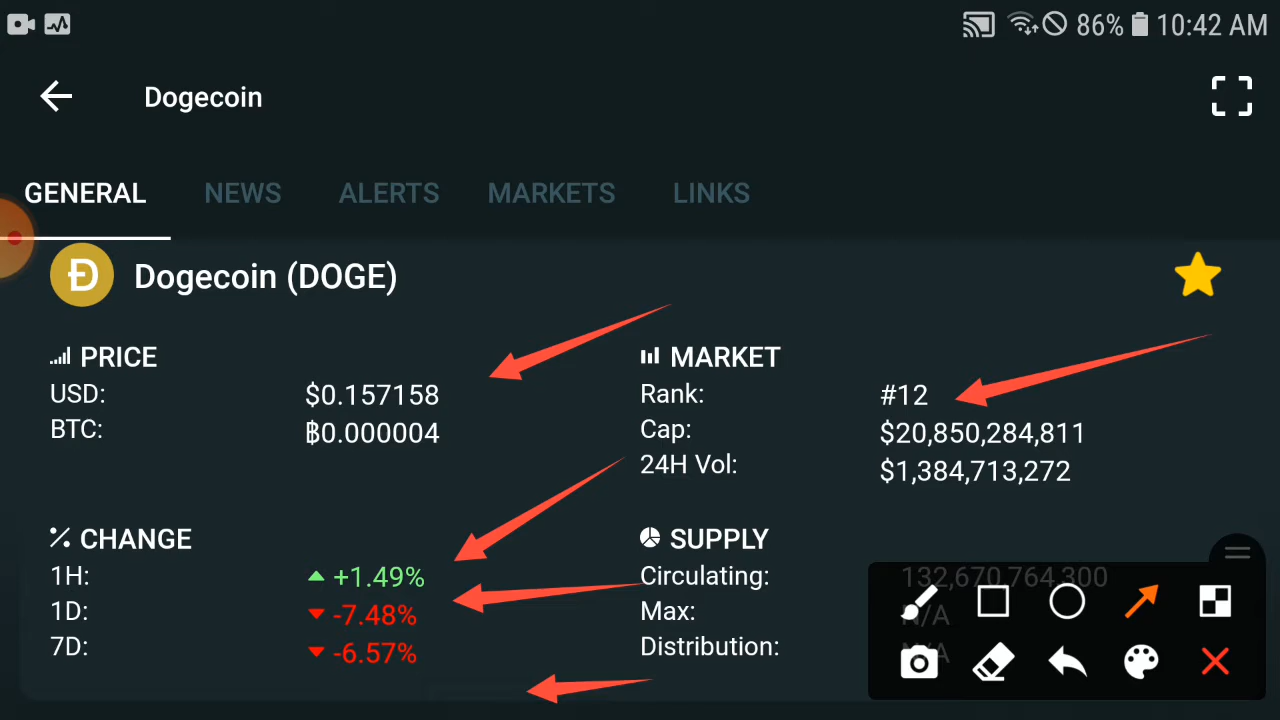 86% 10:42 AM
Dogecoin
GENERAL NEWS ALERTS MARKETS LINKS
Dogecoin (DOGE)
PRICE
USD: $0.157158
BTC: ₿0.000004
MARKET
Rank: #12
Cap: $20,850,284,811
24H Vol: $1,384,713,272
CHANGE
1H: +1.49%
1D: -7.48%
7D: -6.57%
SUPPLY
Circulating: 132,670,764,300
Max: N/A
Distribution: N/A